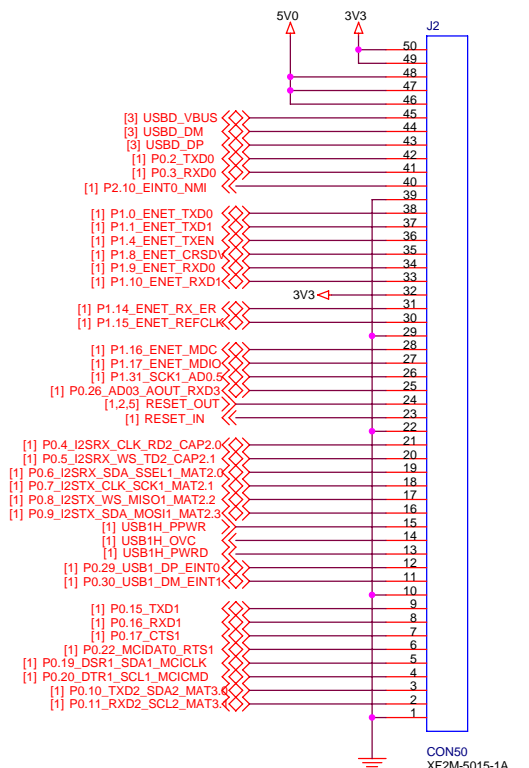 5V0 3V3 J2
50
49
48
47
46
[3] USBD_VBUS 45
[3] USBD_DM 44
[3] USBD_DP 43
[1] P0.2_TXD0 42
[1] P0.3_RXD0 41
[1] P2.10_EINT0_NMI 40
39
[1] P1.0_ENET_TXD0 38
[1] P1.1_ENET_TXD1 37
[1] P1.4_ENET_TXEN 36
[1] P1.8_ENET_CRSDV 35
[1] P1.9_ENET_RXD0 34
[1] P1.10_ENET_RXD1 33
3V3 32
[1] P1.14_ENET_RX_ER 31
[1] P1.15_ENET_REFCLK 30
29
[1] P1.16_ENET_MDC 28
[1] P1.17_ENET_MDIO 27
[1] P1.31_SCK1_AD0.5 26
[1] P0.26_AD03_AOUT_RXD3 25
[1,2,5] RESET_OUT 24
[1] RESET_IN 23
22
[1] P0.4_I2SRX_CLK_RD2_CAP2.0 21
[1] P0.5_I2SRX_WS_TD2_CAP2.1 20
[1] P0.6_I2SRX_SDA_SSEL1_MAT2.0 19
[1] P0.7_I2STX_CLK_SCK1_MAT2.1 18
[1] P0.8_I2STX_WS_MISO1_MAT2.2 17
[1] P0.9_I2STX_SDA_MOSI1_MAT2.3 16
[1] USB1H_PPWR 15
[1] USB1H_OVC 14
[1] USB1H_PWRD 13
[1] P0.29_USB1_DP_EINT0 12
[1] P0.30_USB1_DM_EINT1 11
10
[1] P0.15_TXD1 9
[1] P0.16_RXD1 8
[1] P0.17_CTS1 7
[1] P0.22_MCIDAT0_RTS1 6
[1] P0.19_DSR1_SDA1_MCICLK 5
[1] P0.20_DTR1_SCL1_MCICMD 4
[1] P0.10_TXD2_SDA2_MAT3.0 3
[1] P0.11_RXD2_SCL2_MAT3.1 2
1
CON50
XF2M-5015-1A